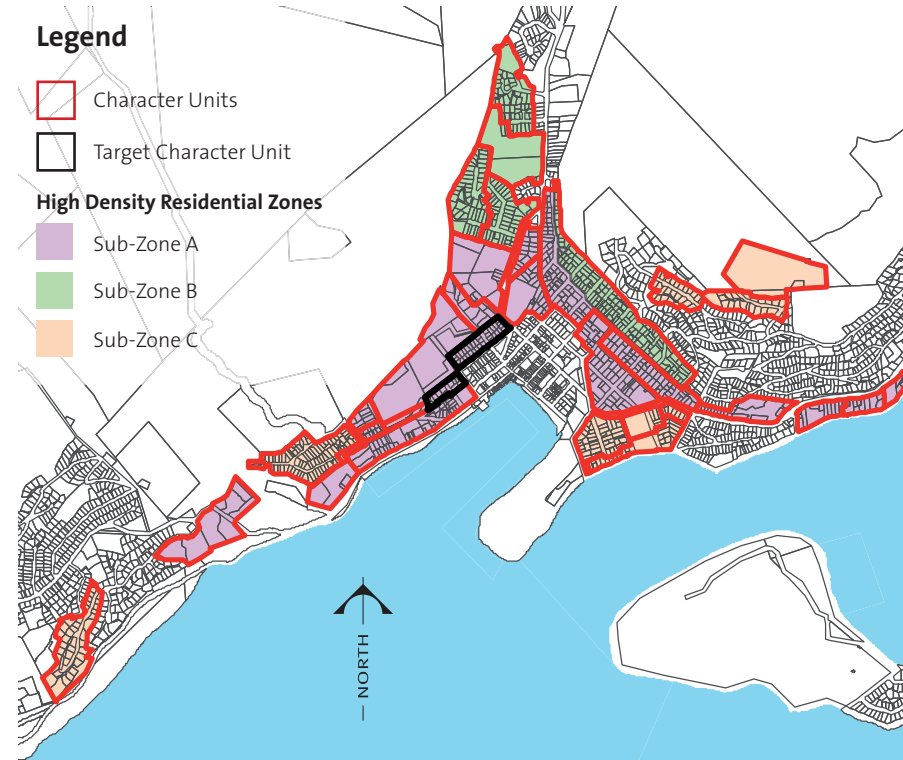 Legend
Character Units
Target Character Unit
High Density Residential Zones
Sub-Zone A
Sub-Zone B
Sub-Zone C
NORTH